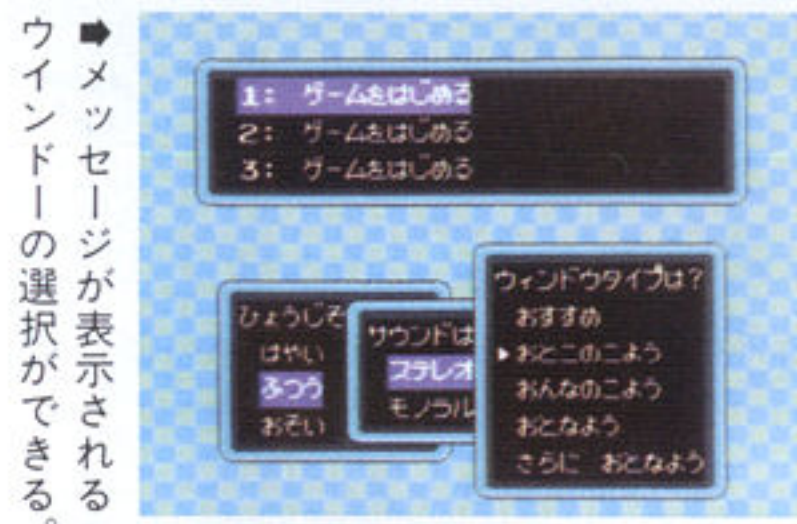 ➡メッセージが表示される
ウインドーの選択ができる。
1: ゲームをはじめる
2: ゲームをはじめる
3: ゲームをはじめる
ひょうじそ
はやい
ふつう
おそい
サウンドは
ステレオ
モノラル
ウィンドウタイプは?
おすすめ
▶おとこのこよう
おんなのこよう
おとなよう
さらに おとなよう